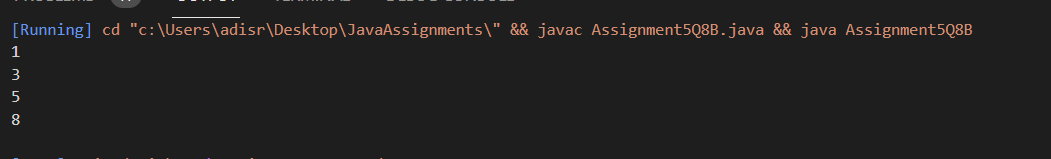 [Running] cd "c:\Users\adisr\Desktop\JavaAssignments\" && javac Assignment5Q8B.java && java Assignment5Q8B
1
3
5
8